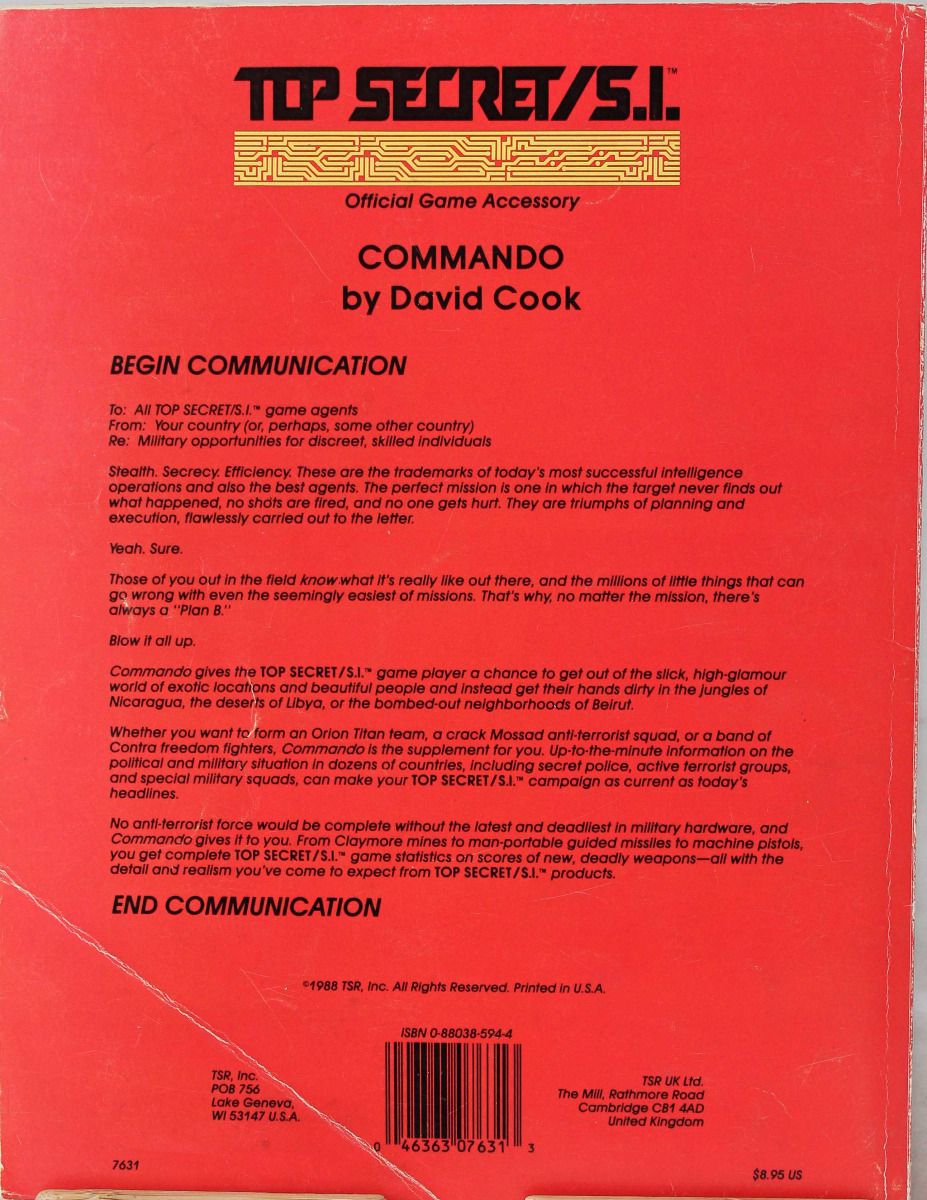 TOP SECRET/S.I.™
Official Game Accessory
COMMANDO
by David Cook
BEGIN COMMUNICATION
To: All TOP SECRET/S.I.™ game agents
From: Your country (or, perhaps, some other country)
Re: Military opportunities for discreet, skilled individuals
Stealth. Secrecy. Efficiency. These are the trademarks of today's most successful intelligence
operations and also the best agents. The perfect mission is one in which the target never finds out
what happened, no shots are fired, and no one gets hurt. They are triumphs of planning and
execution, flawlessly carried out to the letter.
Yeah. Sure.
Those of you out in the field know what it's really like out there, and the millions of little things that can
go wrong with even the seemingly easiest of missions. That's why, no matter the mission, there's
always a "Plan B."
Blow it all up.
Commando gives the TOP SECRET/S.I.™ game player a chance to get out of the slick, high-glamour
world of exotic locations and beautiful people and instead get their hands dirty in the jungles of
Nicaragua, the deserts of Libya, or the bombed-out neighborhoods of Beirut.
Whether you want to form an Orion Titan team, a crack Mossad anti-terrorist squad, or a band of
Contra freedom fighters, Commando is the supplement for you. Up-to-the-minute information on the
political and military situation in dozens of countries, including secret police, active terrorist groups,
and special military squads, can make your TOP SECRET/S.I.™ campaign as current as today's
headlines.
No anti-terrorist force would be complete without the latest and deadliest in military hardware, and
Commando gives it to you. From Claymore mines to man-portable guided missiles to machine pistols,
you get complete TOP SECRET/S.I.™ game statistics on scores of new, deadly weapons—all with the
detail and realism you've come to expect from TOP SECRET/S.I.™ products.
END COMMUNICATION
©1988 TSR, Inc. All Rights Reserved. Printed in U.S.A.
ISBN 0-88038-594-4
TSR, Inc.
POB 756
Lake Geneva,
WI 53147 U.S.A.
0 46363 07631 3
TSR UK Ltd.
The Mill, Rathmore Road
Cambridge CB1 4AD
United Kingdom
7631
$8.95 US